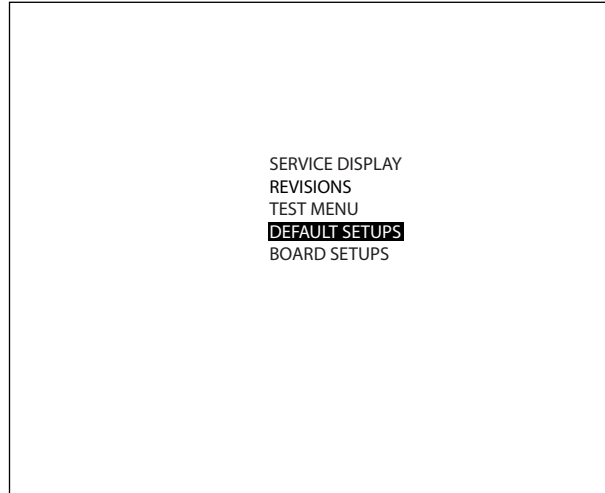 SERVICE DISPLAY
REVISIONS
TEST MENU
DEFAULT SETUPS
BOARD SETUPS